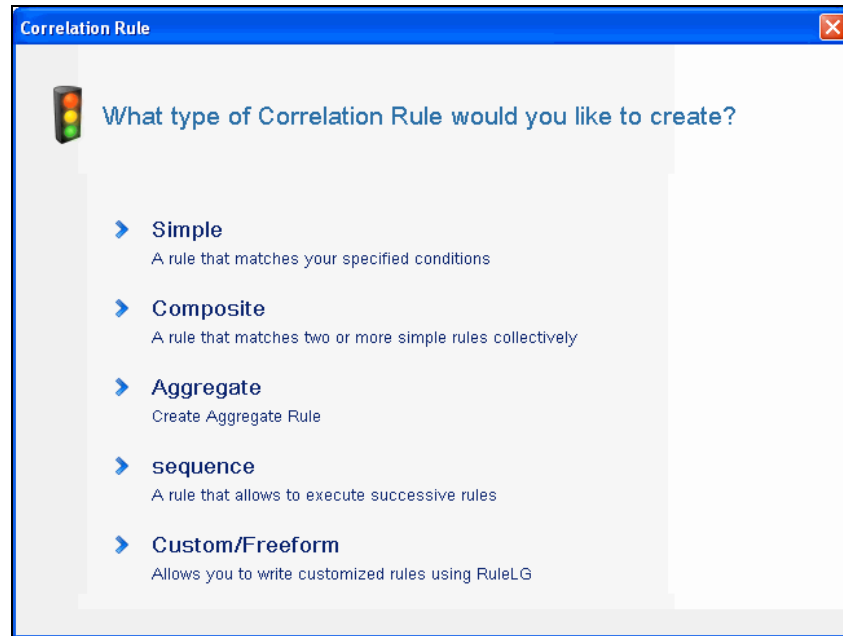 Correlation Rule
What type of Correlation Rule would you like to create?
Simple
A rule that matches your specified conditions
Composite
A rule that matches two or more simple rules collectively
Aggregate
Create Aggregate Rule
sequence
A rule that allows to execute successive rules
Custom/Freeform
Allows you to write customized rules using RuleLG